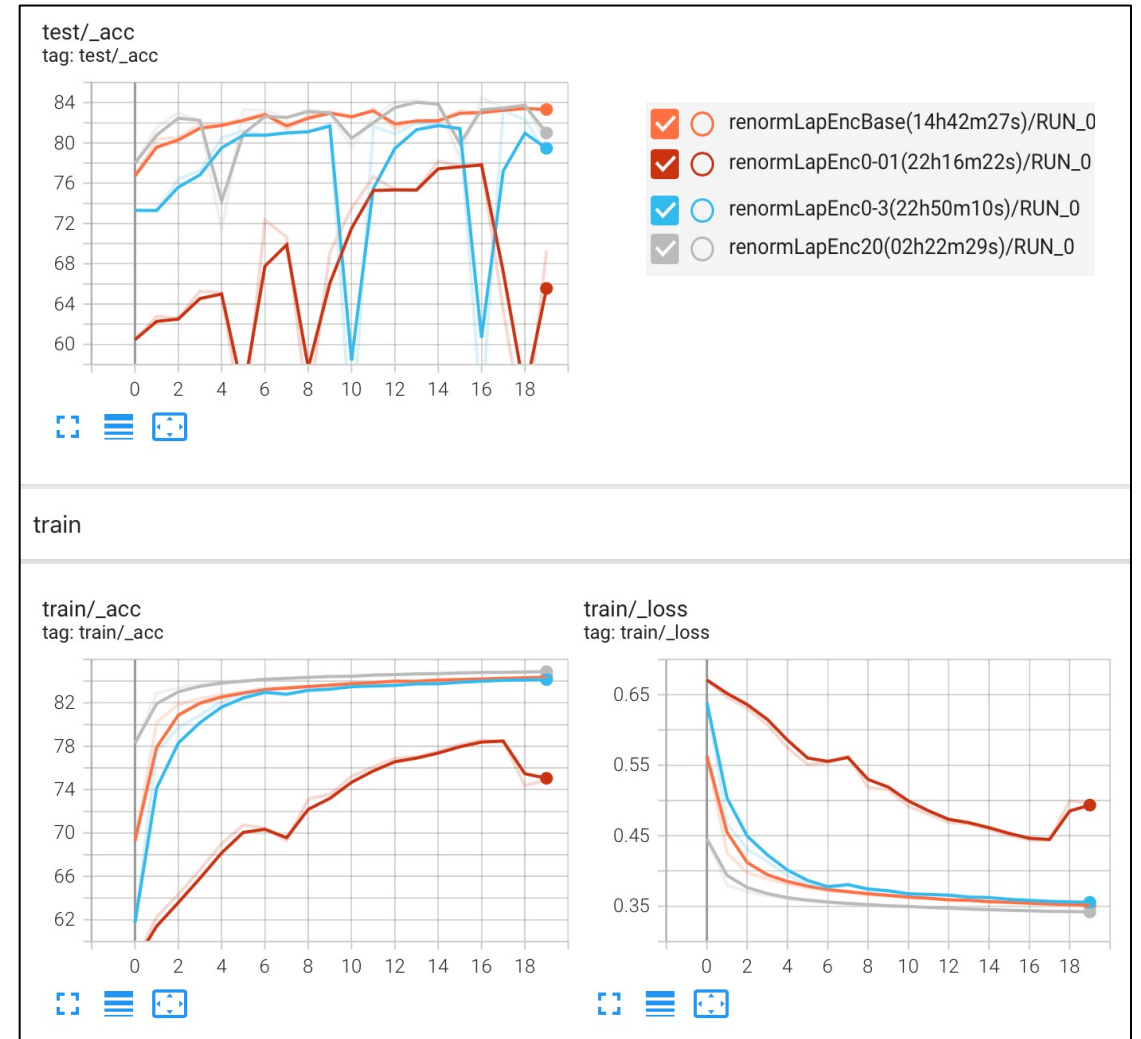 test/_acc
tag: test/_acc
84
80
76
72
68
64
60
0 2 4 6 8 10 12 14 16 18
renormLapEncBase(14h42m27s)/RUN_0
renormLapEnc0-01(22h16m22s)/RUN_0
renormLapEnc0-3(22h50m10s)/RUN_0
renormLapEnc20(02h22m29s)/RUN_0
train
train/_acc
tag: train/_acc
82
78
74
70
66
62
0 2 4 6 8 10 12 14 16 18
train/_loss
tag: train/_loss
0.65
0.55
0.45
0.35
0 2 4 6 8 10 12 14 16 18